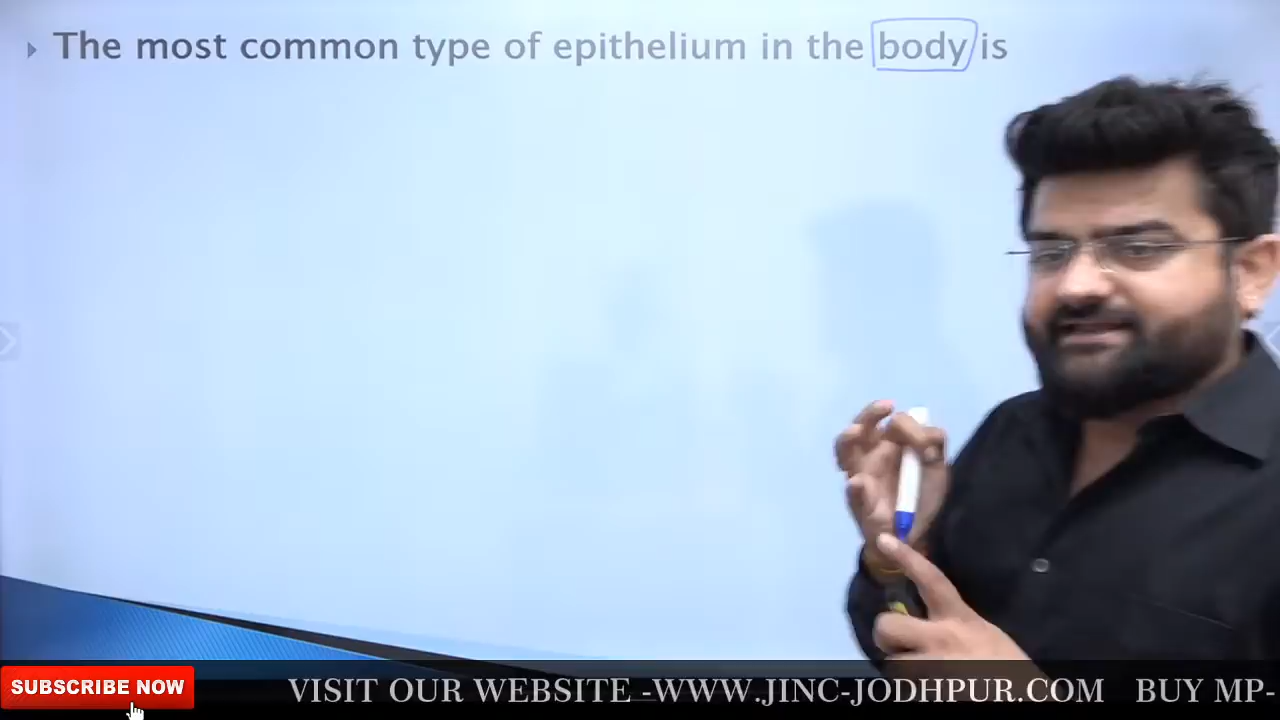 The most common type of epithelium in the body is
SUBSCRIBE NOW
VISIT OUR WEBSITE -WWW.JINC-JODHPUR.COM BUY MP-